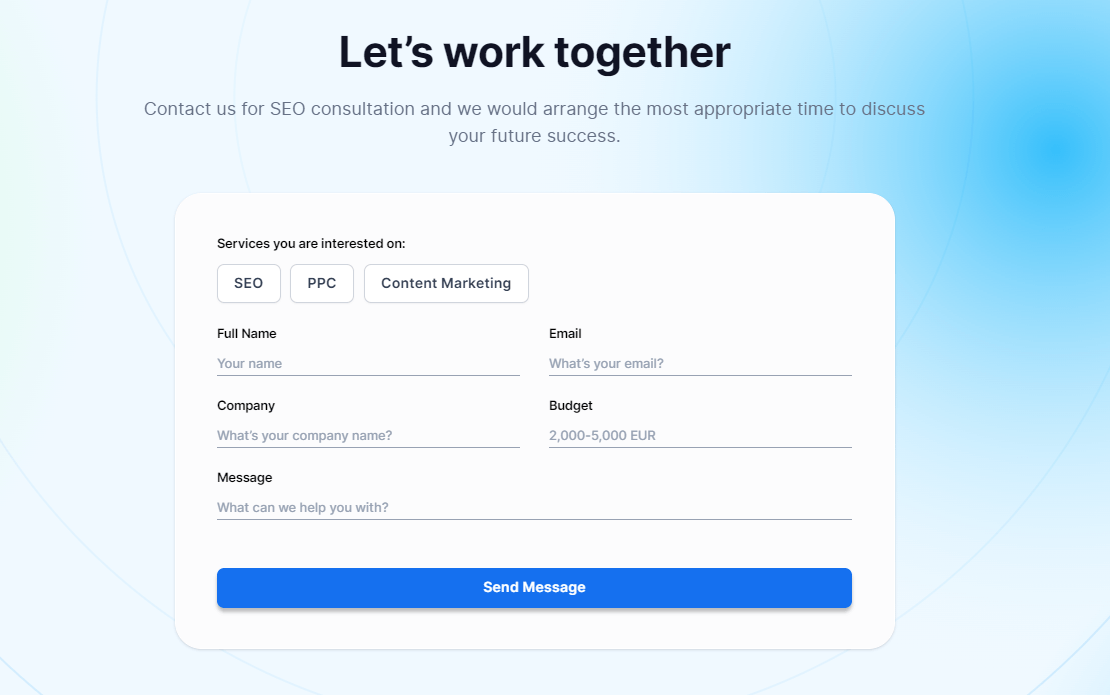 Let’s work together
Contact us for SEO consultation and we would arrange the most appropriate time to discuss
your future success.
Services you are interested on:
SEO PPC Content Marketing
Full Name Email
Your name What’s your email?
Company Budget
What’s your company name? 2,000-5,000 EUR
Message
What can we help you with?
Send Message